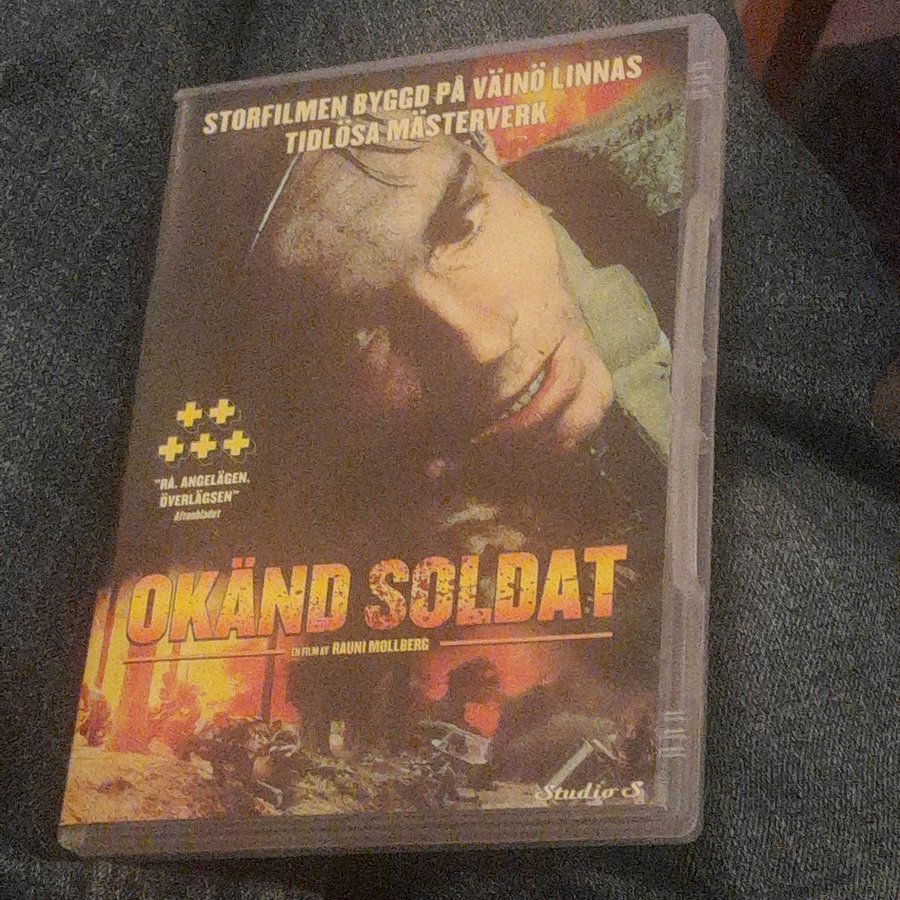 STORFILMEN BYGGD PÅ VÄINÖ LINNAS
TIDLÖSA MÄSTERVERK
"RÅ. ANGELÄGEN.
ÖVERLÄGSEN"
Aftonbladet
OKÄND SOLDAT
EN FILM AV RAUNI MOLLBERG
Studio S